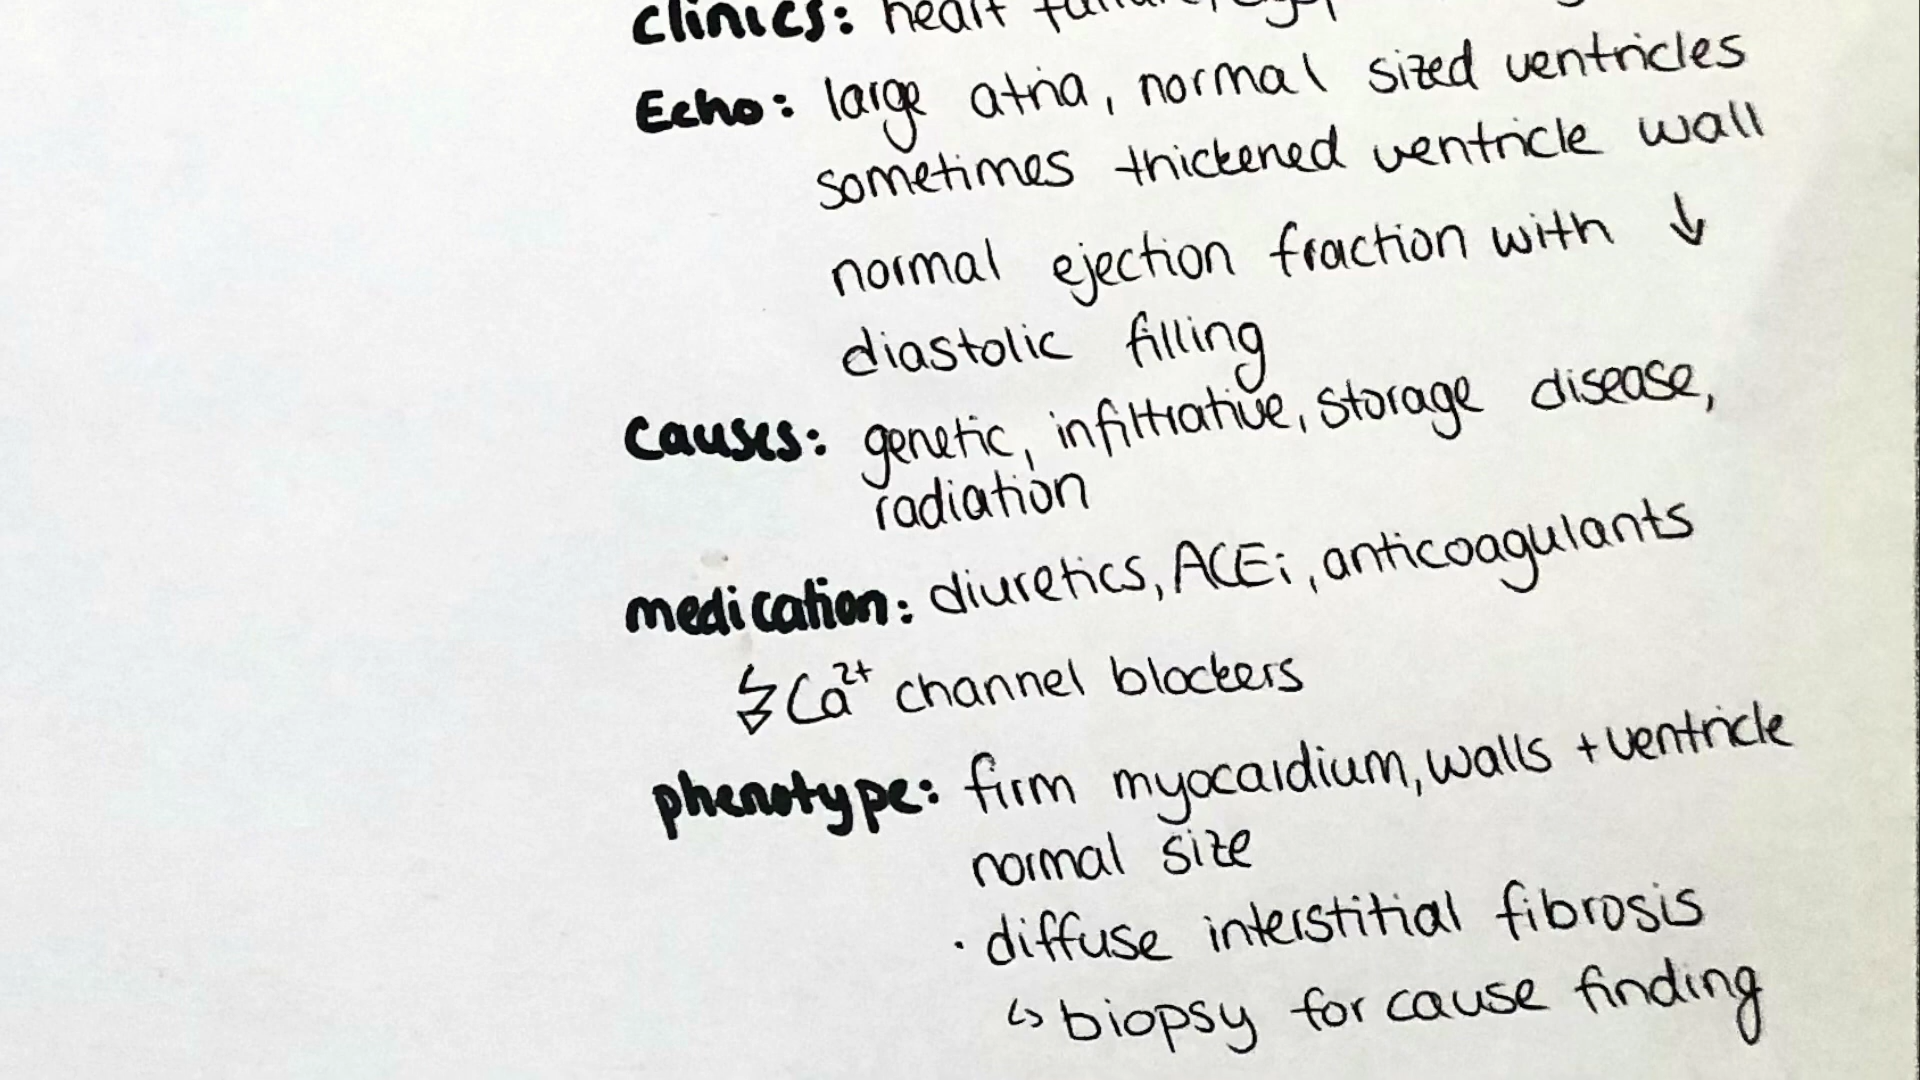 clinics: heart failure,
Echo: large atria, normal sized ventricles
sometimes thickened ventricle wall
normal ejection fraction with ↓
diastolic filling
causes: genetic, infiltrative, storage disease,
radiation
medication: diuretics, ACEi, anticoagulants
↯ Ca²⁺ channel blockers
phenotype: firm myocardium, walls + ventricle
normal size
· diffuse interstitial fibrosis
↳ biopsy for cause finding